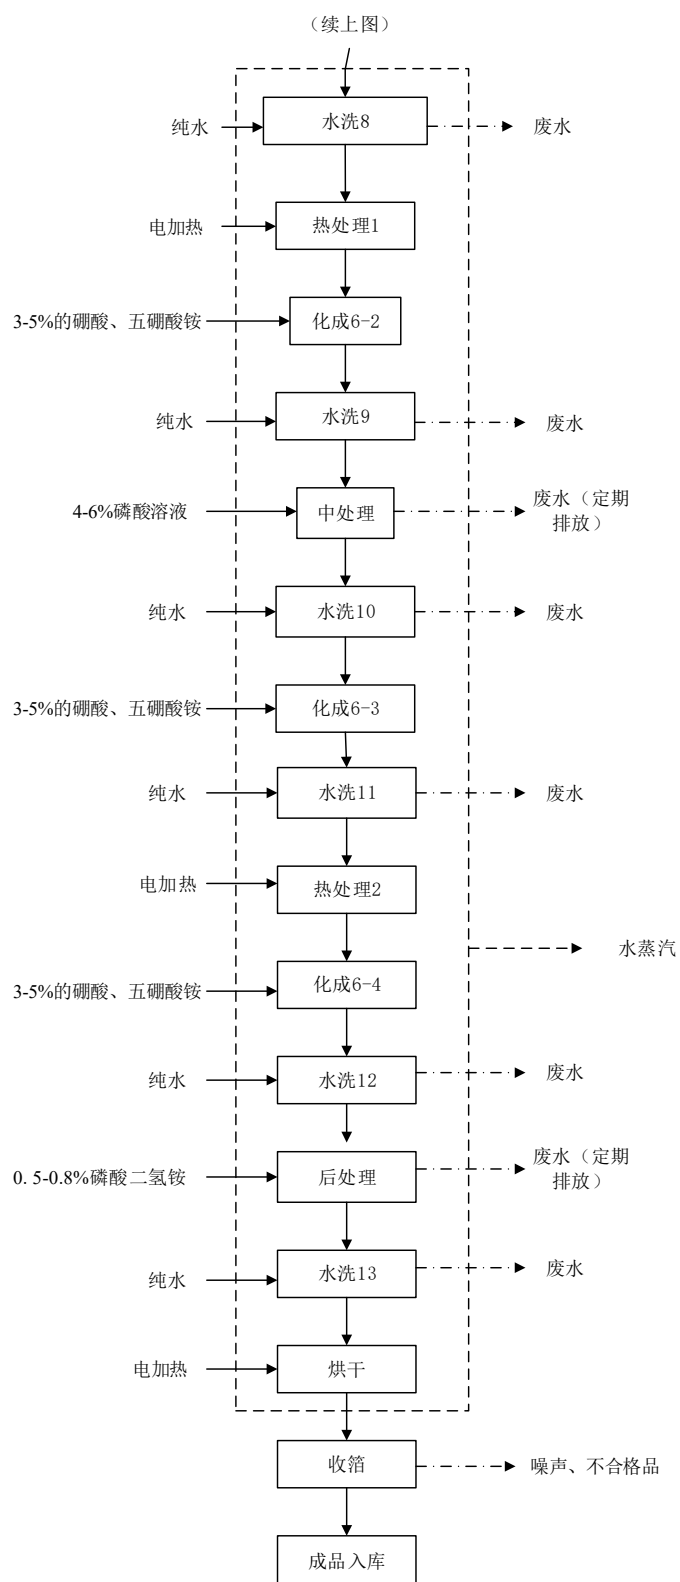 （续上图）
纯水
水洗8
废水
电加热
热处理1
3-5%的硼酸、五硼酸铵
化成6-2
纯水
水洗9
废水
4-6%磷酸溶液
中处理
废水（定期
排放）
纯水
水洗10
废水
3-5%的硼酸、五硼酸铵
化成6-3
纯水
水洗11
废水
电加热
热处理2
水蒸汽
3-5%的硼酸、五硼酸铵
化成6-4
纯水
水洗12
废水
0.5-0.8%磷酸二氢铵
后处理
废水（定期
排放）
纯水
水洗13
废水
电加热
烘干
收箔
噪声、不合格品
成品入库